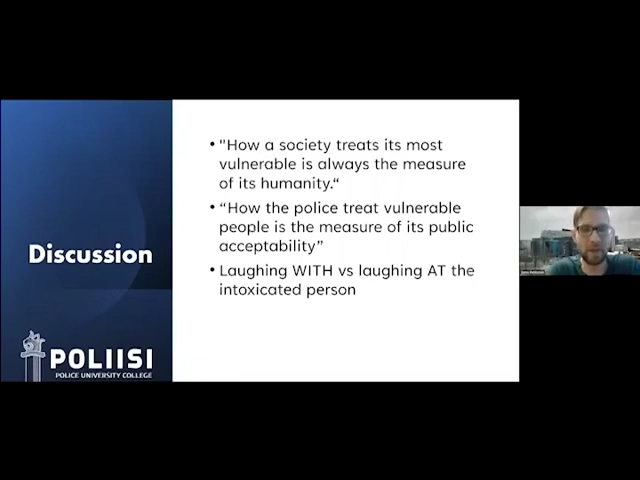 • "How a society treats its most
vulnerable is always the measure
of its humanity.“
• “How the police treat vulnerable
people is the measure of its public
acceptability”
• Laughing WITH vs laughing AT the
intoxicated person
Discussion
POLIISI
POLICE UNIVERSITY COLLEGE